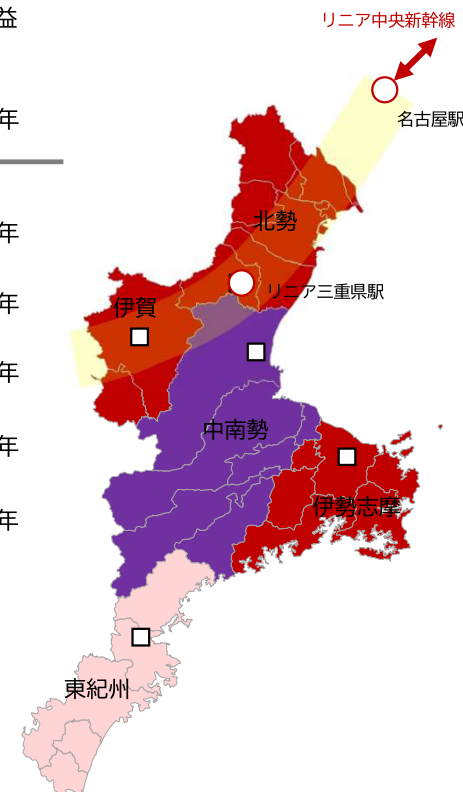 益
リニア中央新幹線
年
名古屋駅
年
北勢
リニア三重県駅
年
伊賀
年
中南勢
年
伊勢志摩
年
東紀州